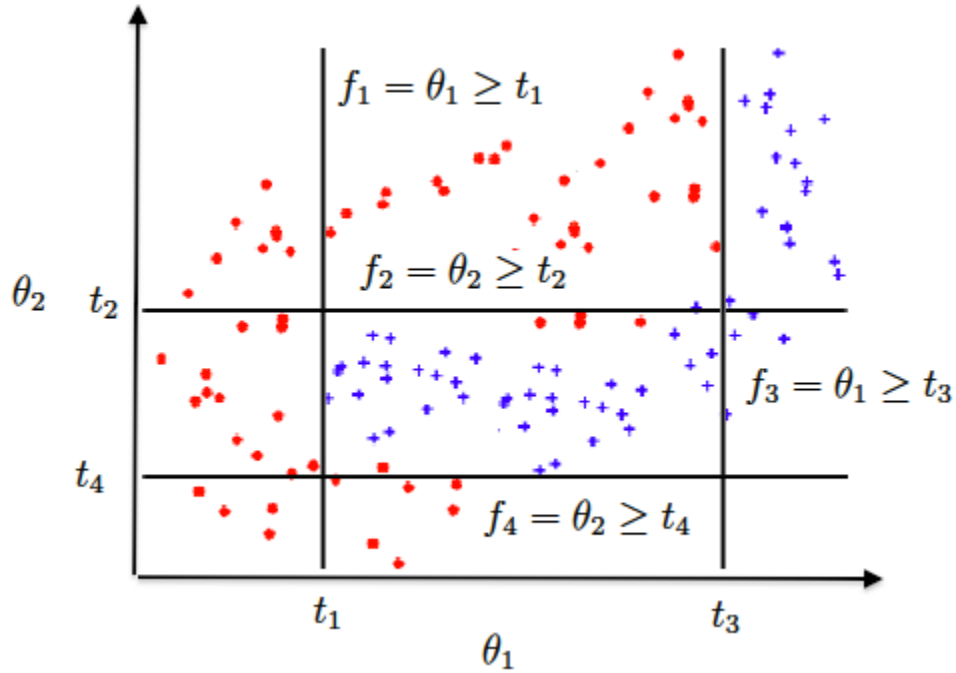 f₁ = θ₁ ≥ t₁
f₂ = θ₂ ≥ t₂
θ₂ t₂
f₃ = θ₁ ≥ t₃
t₄
f₄ = θ₂ ≥ t₄
t₁ t₃
θ₁